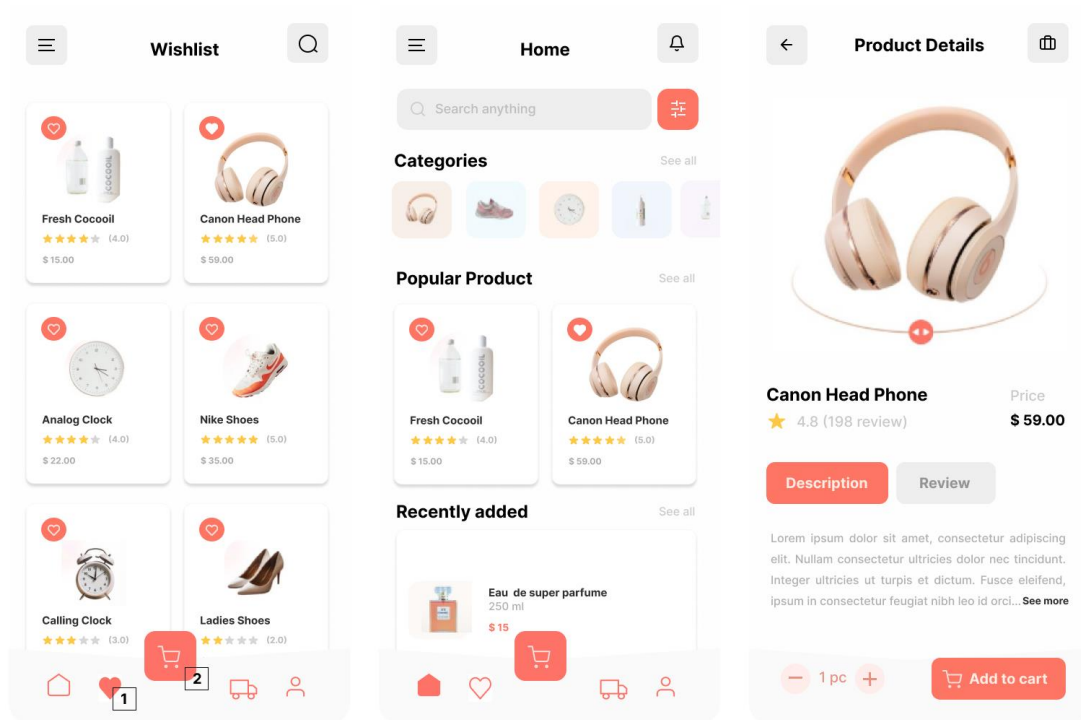 Wishlist
Fresh Cocooil
(4.0)
$ 15.00
Canon Head Phone
(5.0)
$ 59.00
Analog Clock
(4.0)
$ 22.00
Nike Shoes
(5.0)
$ 35.00
Calling Clock
(3.0)
Ladies Shoes
(2.0)
1
2
Home
Search anything
Categories
See all
Popular Product
See all
COCOOIL
Fresh Cocooil
(4.0)
$ 15.00
Canon Head Phone
(5.0)
$ 59.00
Recently added
See all
Eau de super parfume
250 ml
$ 15
Product Details
Canon Head Phone
Price
4.8 (198 review)
$ 59.00
Description
Review
Lorem ipsum dolor sit amet, consectetur adipiscing
elit. Nullam consectetur ultricies dolor nec tincidunt.
Integer ultricies ut turpis et dictum. Fusce eleifend,
ipsum in consectetur feugiat nibh leo id orci... See more
1 pc
Add to cart